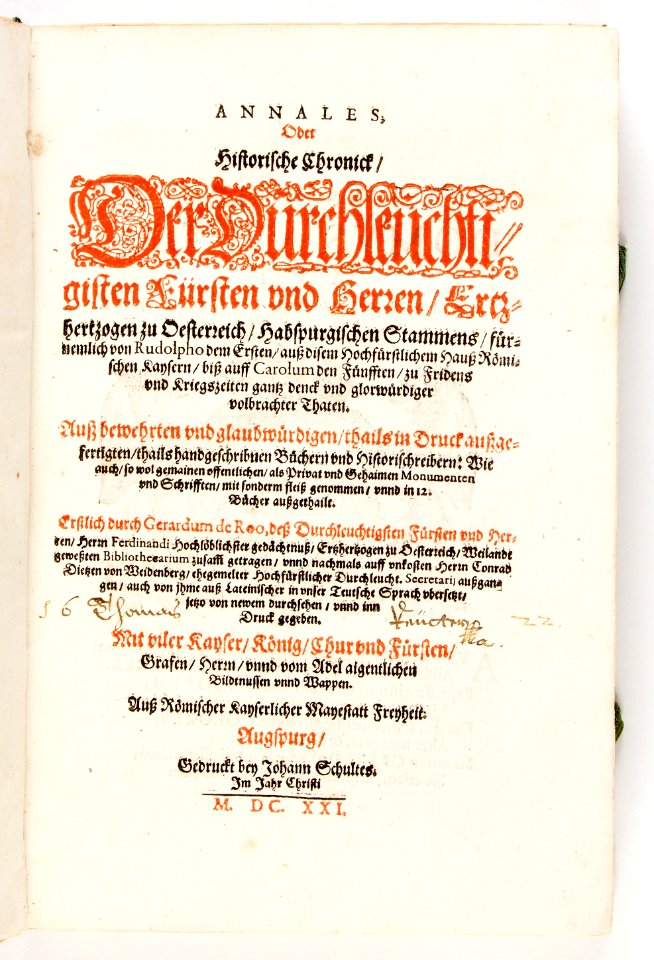 ANNALES,
Oder
Historische Chronick/
Der Durchleuchti-
gisten Fürsten vnd Herren/ Ertz-
hertzogen zu Oesterreich/ Habspurgischen Stammens/ für-
nemlich von Rudolpho dem Ersten/ auß disem Hochfürstlichem Hauß Römi-
schen Kaysern/ biß auff Carolum den Fünfften/ zu Fridens
vnd Kriegszeiten gantz denck vnd glorwürdiger
volbrachter Thaten.
Auß bewehrten vnd glaubwürdigen/ thails in Druck außge-
fertigten/ thails handgeschribnen Büchern vnd Historischreibern: Wie
auch/ so wol gemainen offentlichen/ als Privat vnd Gehaimen Monumenten
vnd Schrifften/ mit sonderm fleiß genommen/ vnnd in 12.
Bücher außgethailt.
Erstlich durch Gerardum de Roo, deß Durchleuchtigsten Fürsten vnd Her-
ren/ Herrn Ferdinandi Hochlöblichster gedächtnuß/ Ertzhertzogen zu Oesterreich/ Weilandt
geweßten Bibliothecarium zusam̃ getragen/ vnnd nachmals auff vnkosten Herrn Conrad
Dietzen von Weidenberg/ ehegemelter Hochfürstlicher Durchleucht. Secretarij außgan-
gen/ auch von jhme auß Lateinischer in vnser Teutsche Sprach vbersetzt/
jetzo von newem durchsehen/ vnnd inn
Druck gegeben.
16 Thomas 22
Mit viler Kayser/ König/ Chur vnd Fürsten/
Grafen/ Herrn/ vnnd vom Adel aigentlichen
Bildtnussen vnnd Wappen.
Auß Römischer Kayserlicher Mayestatt Freyheit.
Augspurg/
Gedruckt bey Johann Schultes.
Im Jahr Christi
M. DC. XXI.